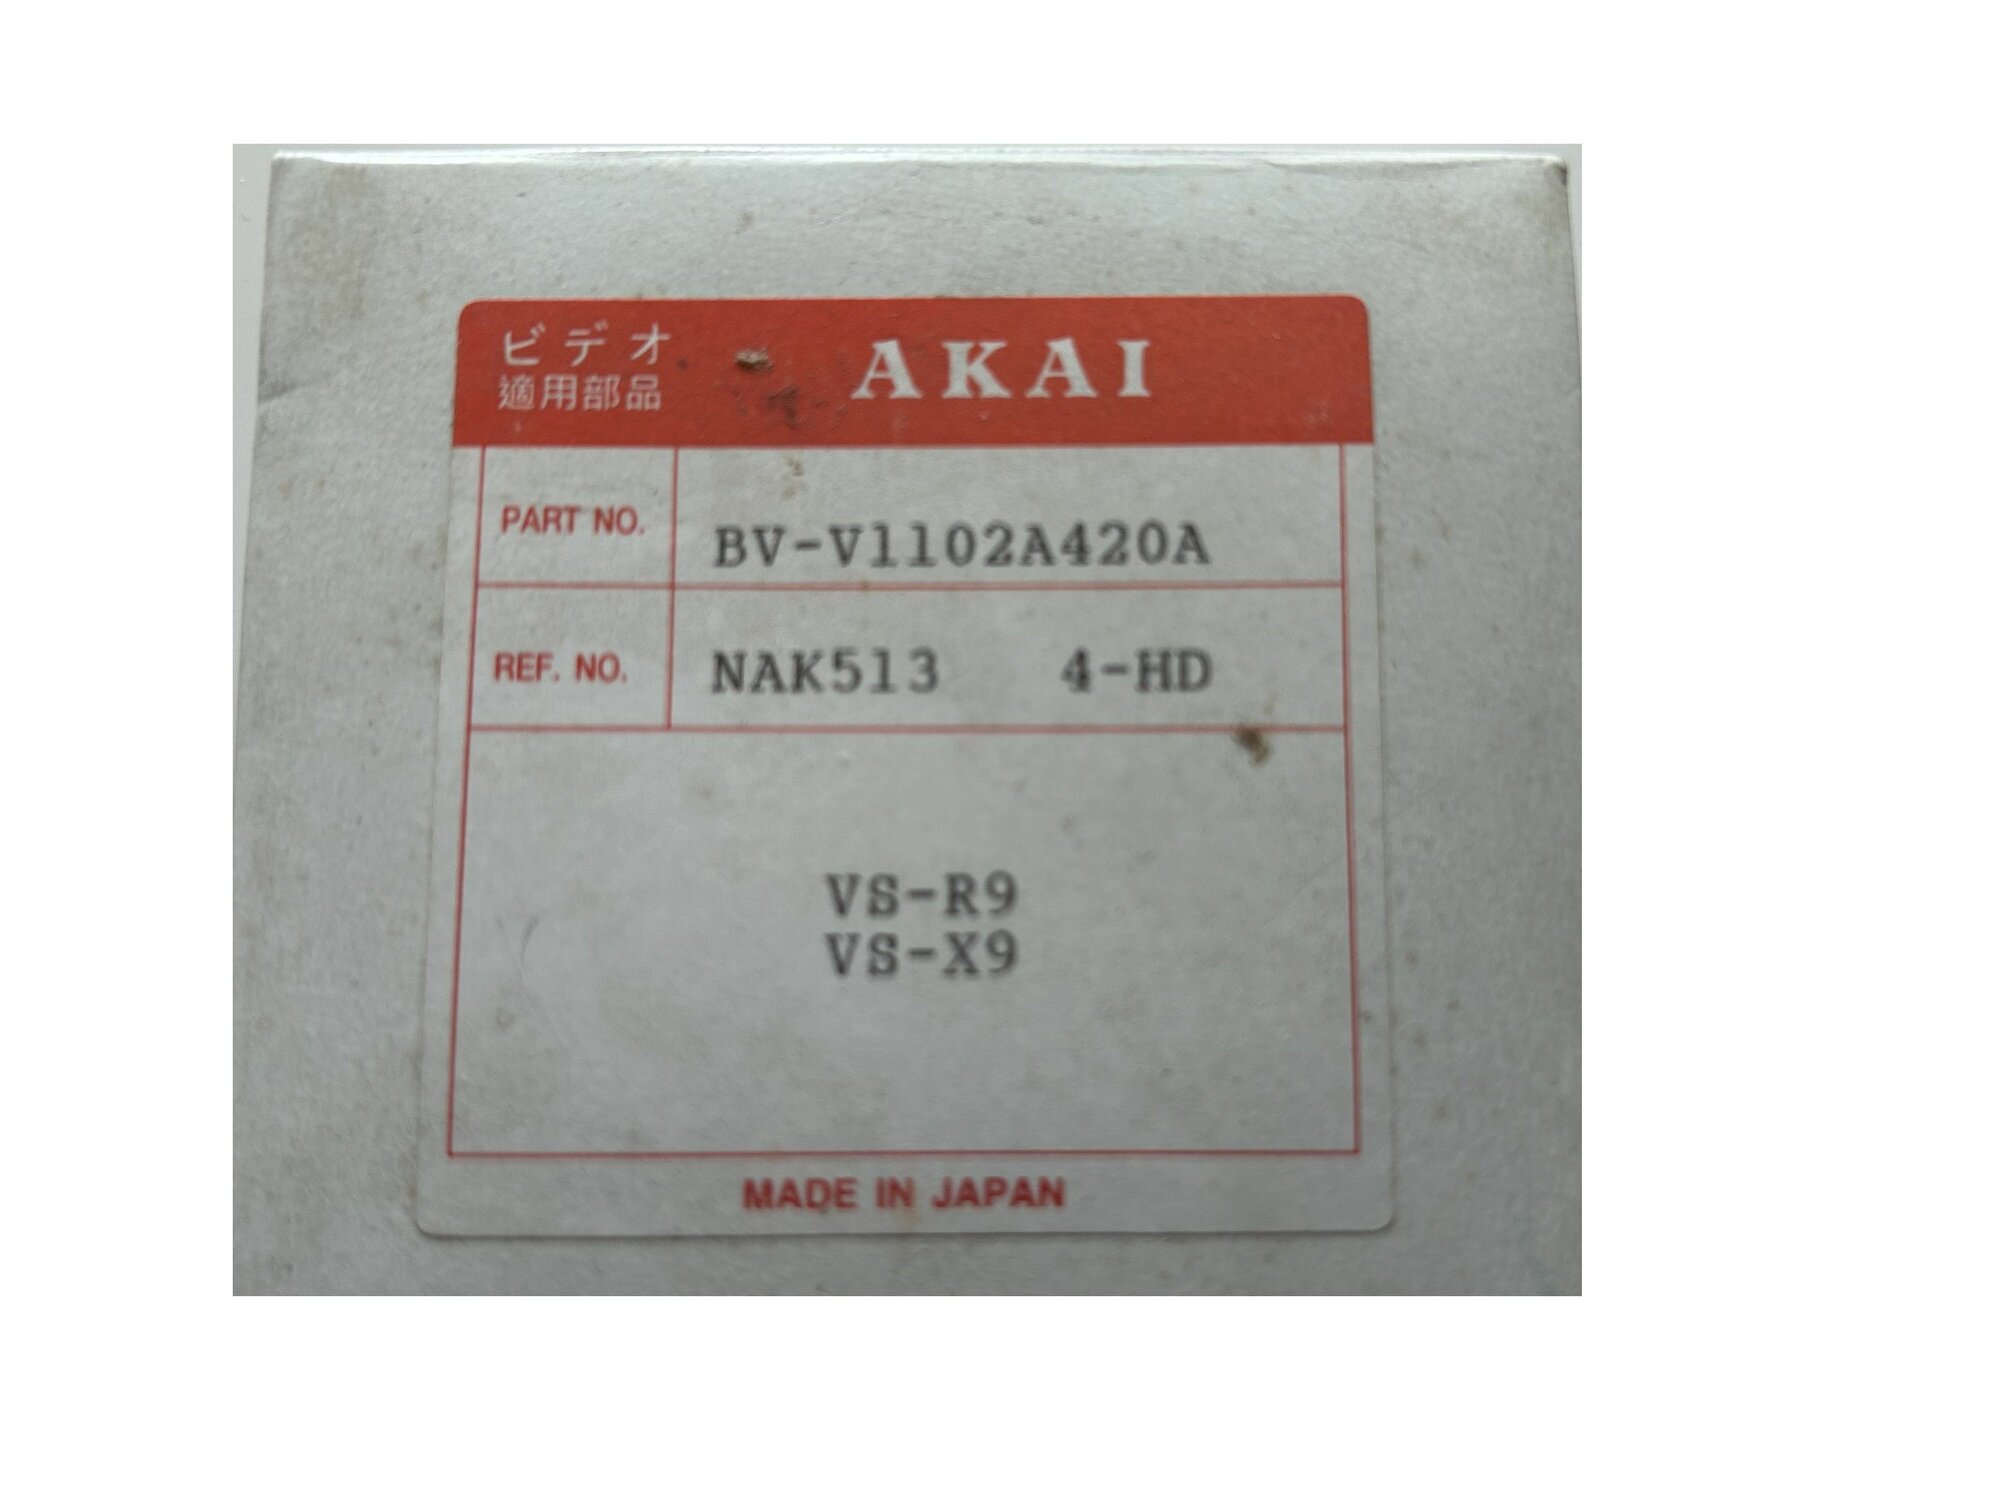 ビデオ
適用部品
AKAI
PART NO. BV-V1102A420A
REF. NO. NAK513 4-HD
VS-R9
VS-X9
MADE IN JAPAN